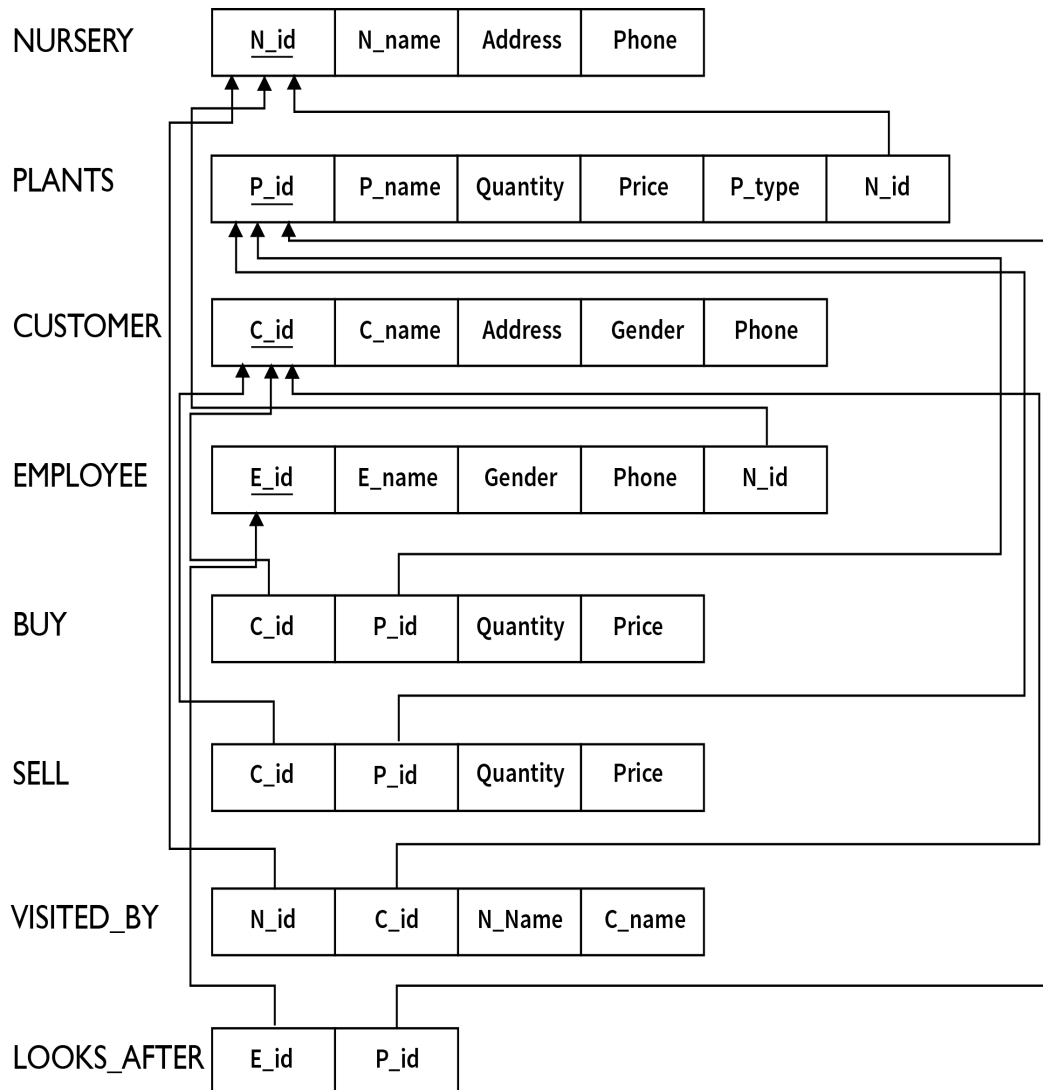 NURSERY N_id N_name Address Phone
PLANTS P_id P_name Quantity Price P_type N_id
CUSTOMER C_id C_name Address Gender Phone
EMPLOYEE E_id E_name Gender Phone N_id
BUY C_id P_id Quantity Price
SELL C_id P_id Quantity Price
VISITED_BY N_id C_id N_Name C_name
LOOKS_AFTER E_id P_id